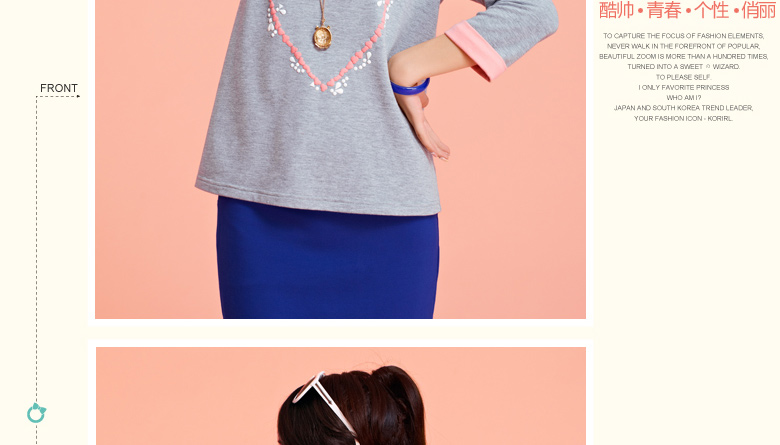 酷帅•青春•个性•俏丽
TO CAPTURE THE FOCUS OF FASHION ELEMENTS,
NEVER WALK IN THE FOREFRONT OF POPULAR,
BEAUTIFUL ZOOM IS MORE THAN A HUNDRED TIMES,
TURNED INTO A SWEET ☆ WIZARD.
TO PLEASE SELF.
I ONLY FAVORITE PRINCESS
WHO AM I?
JAPAN AND SOUTH KOREA TREND LEADER,
YOUR FASHION ICON - KORIRL.
FRONT